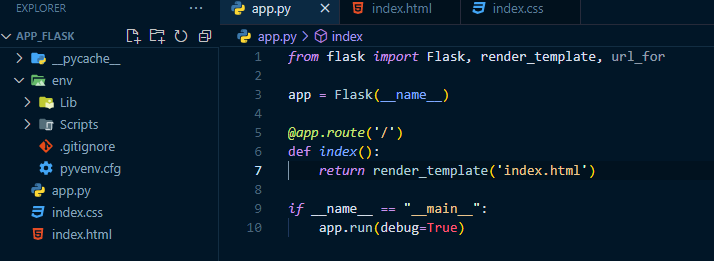 EXPLORER
APP_FLASK
__pycache__
env
Lib
Scripts
.gitignore
pyvenv.cfg
app.py
index.css
index.html
app.py
index.html
index.css
app.py > index
1 from flask import Flask, render_template, url_for
2
3 app = Flask(__name__)
4
5 @app.route('/')
6 def index():
7 return render_template('index.html')
8
9 if __name__ == "__main__":
10 app.run(debug=True)